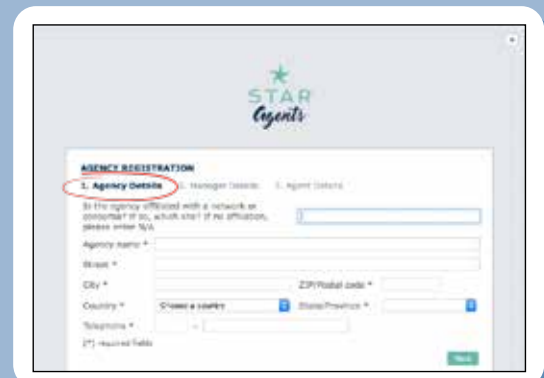 STAR
Agents
AGENCY REGISTRATION
1. Agency Details 2. Manager Details 3. Agent Details
Is the agency affiliated with a network or
consortia? If so, which one? If no affiliation,
please enter N/A
Agency name *
Street *
City * ZIP/Postal code *
Country * Choose a country State/Province *
Telephone * -
(*) required fields
Next